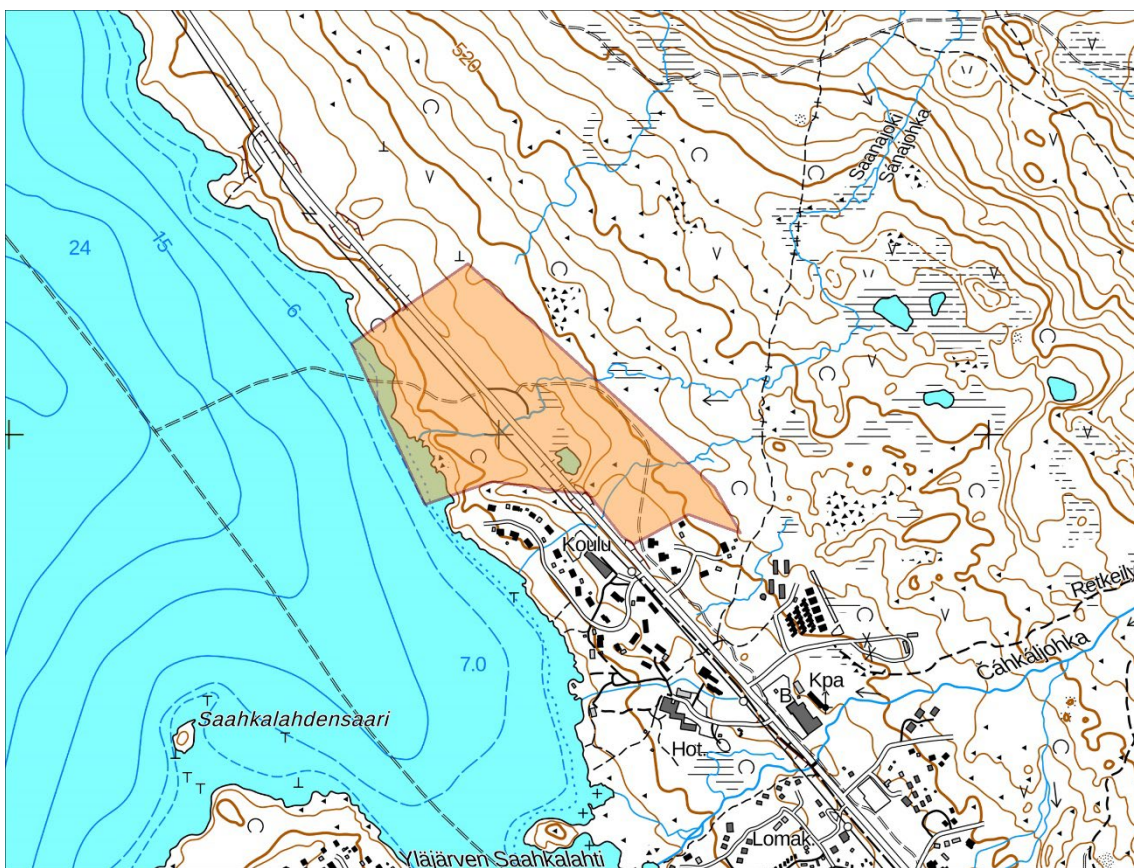 520
Saanajoki
Sánajohka
24
15
6
Koulu
Retkeily
Čáhkáljohka
7.0
Kpa
B
Saahkalahdensaari
Hot.
Lomak
Yläjärven Saahkalahti